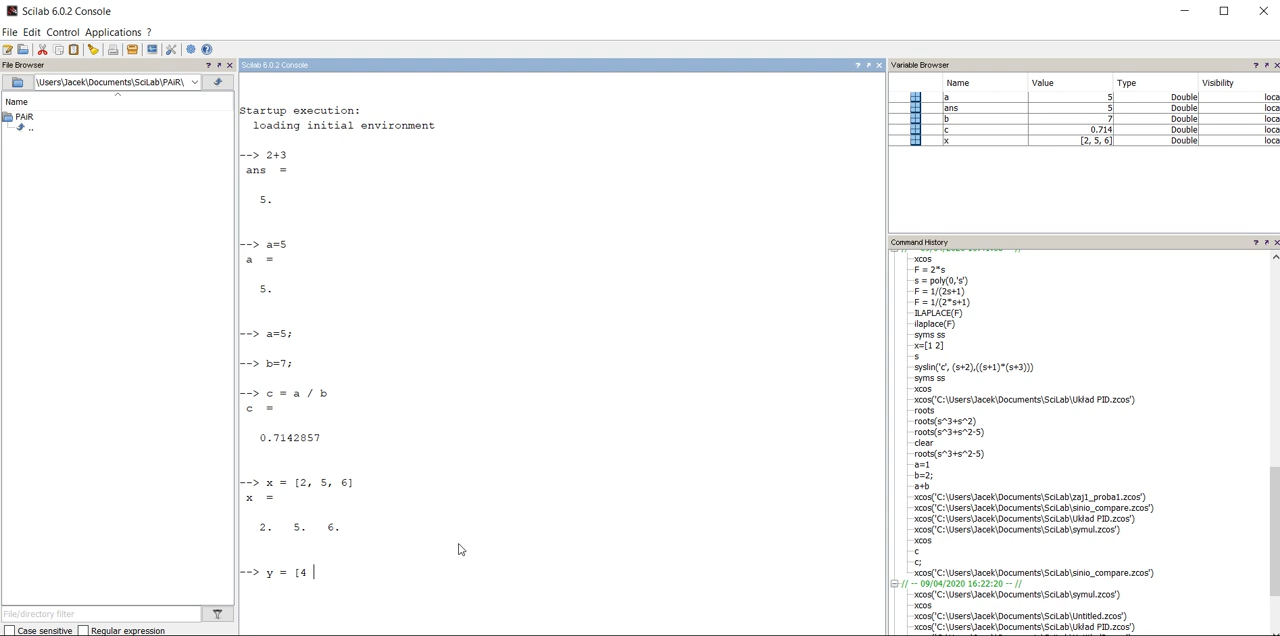 Scilab 6.0.2 Console
File Edit Control Applications ?
File Browser
? ↗ ✕
\Users\Jacek\Documents\SciLab\PAiR\
Name
PAiR
..
File/directory filter
Case sensitive
Regular expression
Scilab 6.0.2 Console
? ↗ ✕
Startup execution:
loading initial environment
--> 2+3
ans =
5.
--> a=5
a =
5.
--> a=5;
--> b=7;
--> c = a / b
c =
0.7142857
--> x = [2, 5, 6]
x =
2. 5. 6.
--> y = [4
Variable Browser
? ↗ ✕
Name Value Type Visibility
a 5 Double loca
ans 5 Double loca
b 7 Double loca
c 0.714 Double loca
x [2, 5, 6] Double loca
Command History
? ↗ ✕
xcos
F = 2*s
s = poly(0,'s')
F = 1/(2s+1)
F = 1/(2*s+1)
ILAPLACE(F)
ilaplace(F)
syms ss
x=[1 2]
s
syslin('c', (s+2),((s+1)*(s+3)))
syms ss
xcos
xcos('C:\Users\Jacek\Documents\SciLab\Układ PID.zcos')
roots
roots(s^3+s^2)
roots(s^3+s^2-5)
clear
roots(s^3+s^2-5)
a=1
b=2;
a+b
xcos('C:\Users\Jacek\Documents\SciLab\zaj1_proba1.zcos')
xcos('C:\Users\Jacek\Documents\SciLab\sinio_compare.zcos')
xcos('C:\Users\Jacek\Documents\SciLab\Układ PID.zcos')
xcos('C:\Users\Jacek\Documents\SciLab\symul.zcos')
xcos
c
c;
xcos('C:\Users\Jacek\Documents\SciLab\sinio_compare.zcos')
// -- 09/04/2020 16:22:20 -- //
xcos('C:\Users\Jacek\Documents\SciLab\symul.zcos')
xcos
xcos('C:\Users\Jacek\Documents\SciLab\Untitled.zcos')
xcos('C:\Users\Jacek\Documents\SciLab\Układ PID.zcos')